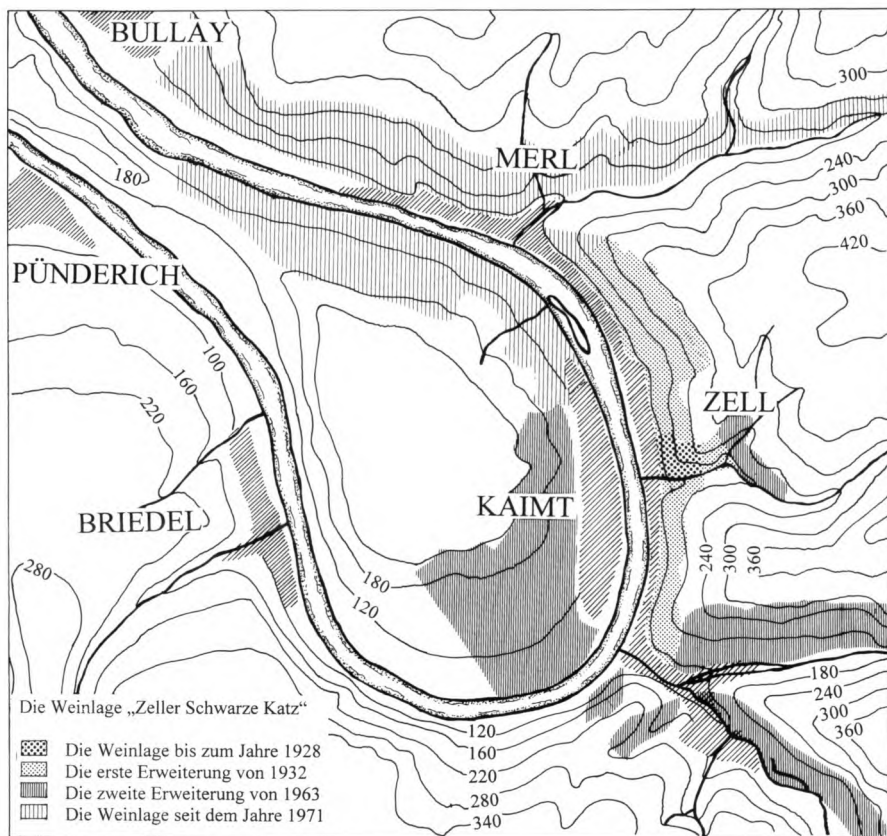 BULLAY
300
MERL
180
240
300
360
420
PÜNDERICH
100
160
220
ZELL
KAIMT
BRIEDEL
240
300
360
280
180
120
180
240
300
360
Die Weinlage „Zeller Schwarze Katz“
Die Weinlage bis zum Jahre 1928
Die erste Erweiterung von 1932
Die zweite Erweiterung von 1963
Die Weinlage seit dem Jahre 1971
120
160
220
280
340